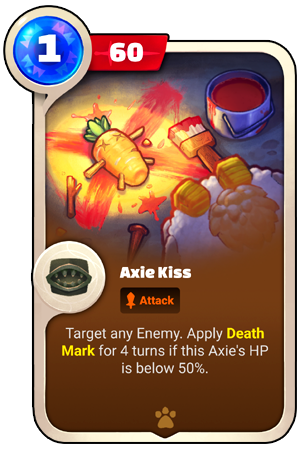 1
60
Axie Kiss
Attack
Target any Enemy. Apply Death
Mark for 4 turns if this Axie's HP
is below 50%.